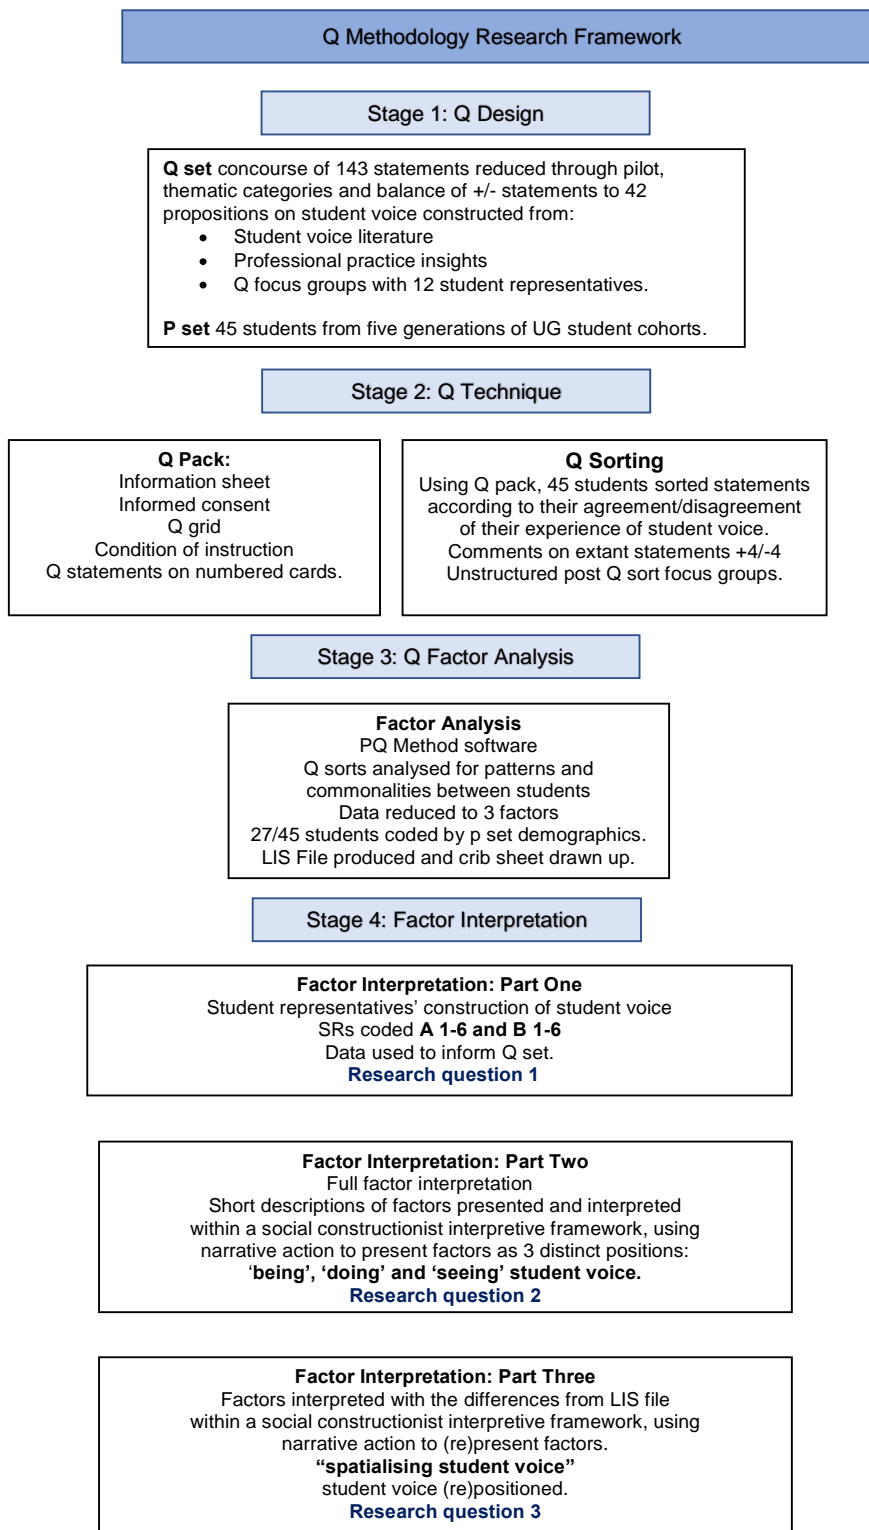 Q Methodology Research Framework
Stage 1: Q Design
Q set concourse of 143 statements reduced through pilot,
thematic categories and balance of +/- statements to 42
propositions on student voice constructed from:
• Student voice literature
• Professional practice insights
• Q focus groups with 12 student representatives.
P set 45 students from five generations of UG student cohorts.
Stage 2: Q Technique
Q Pack:
Information sheet
Informed consent
Q grid
Condition of instruction
Q statements on numbered cards.
Q Sorting
Using Q pack, 45 students sorted statements
according to their agreement/disagreement
of their experience of student voice.
Comments on extant statements +4/-4
Unstructured post Q sort focus groups.
Stage 3: Q Factor Analysis
Factor Analysis
PQ Method software
Q sorts analysed for patterns and
commonalities between students
Data reduced to 3 factors
27/45 students coded by p set demographics.
LIS File produced and crib sheet drawn up.
Stage 4: Factor Interpretation
Factor Interpretation: Part One
Student representatives' construction of student voice
SRs coded A 1-6 and B 1-6
Data used to inform Q set.
Research question 1
Factor Interpretation: Part Two
Full factor interpretation
Short descriptions of factors presented and interpreted
within a social constructionist interpretive framework, using
narrative action to present factors as 3 distinct positions:
'being', 'doing' and 'seeing' student voice.
Research question 2
Factor Interpretation: Part Three
Factors interpreted with the differences from LIS file
within a social constructionist interpretive framework, using
narrative action to (re)present factors.
“spatialising student voice”
student voice (re)positioned.
Research question 3